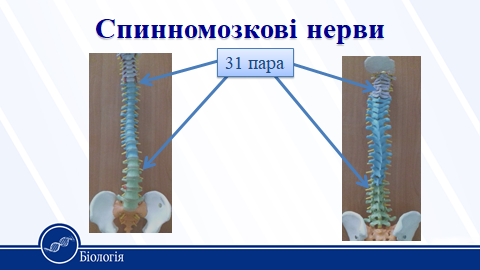 Спинномозкові нерви
31 пара
Біологія